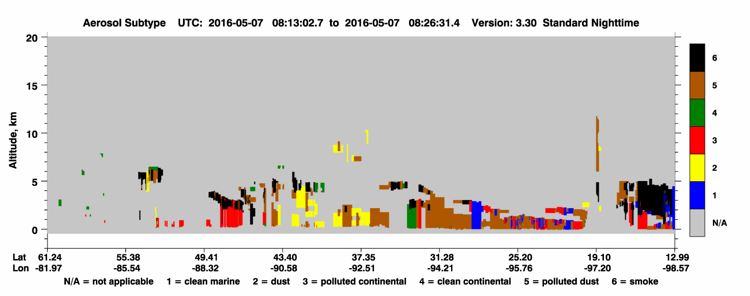 Aerosol Subtype UTC: 2016-05-07 08:13:02.7 to 2016-05-07 08:26:31.4 Version: 3.30 Standard Nighttime
20
15
10
5
0
Altitude, km
6
5
4
3
2
1
N/A
Lat 61.24 55.38 49.41 43.40 37.35 31.28 25.20 19.10 12.99
Lon -81.97 -85.54 -88.32 -90.58 -92.51 -94.21 -95.76 -97.20 -98.57
N/A = not applicable 1 = clean marine 2 = dust 3 = polluted continental 4 = clean continental 5 = polluted dust 6 = smoke